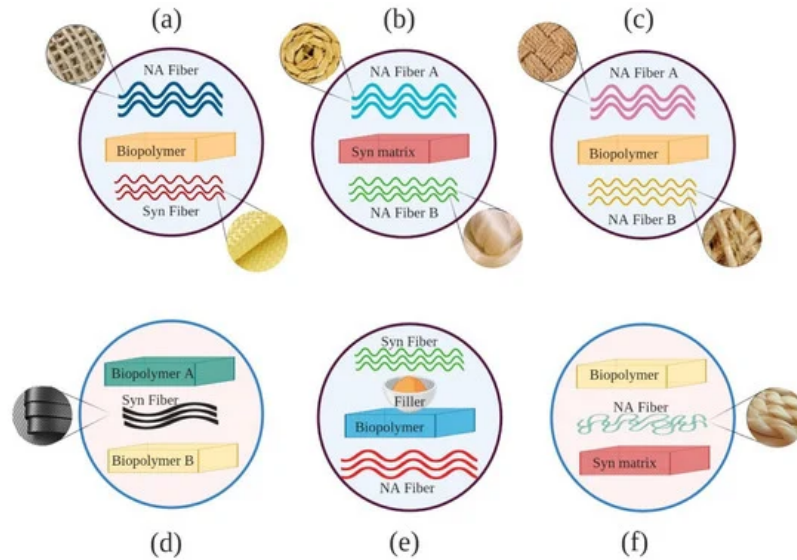 (a)
(b)
(c)
NA Fiber
Biopolymer
Syn Fiber
NA Fiber A
Syn matrix
NA Fiber B
NA Fiber A
Biopolymer
NA Fiber B
Biopolymer A
Syn Fiber
Biopolymer B
Syn Fiber
Filler
Biopolymer
NA Fiber
Biopolymer
NA Fiber
Syn matrix
(d)
(e)
(f)